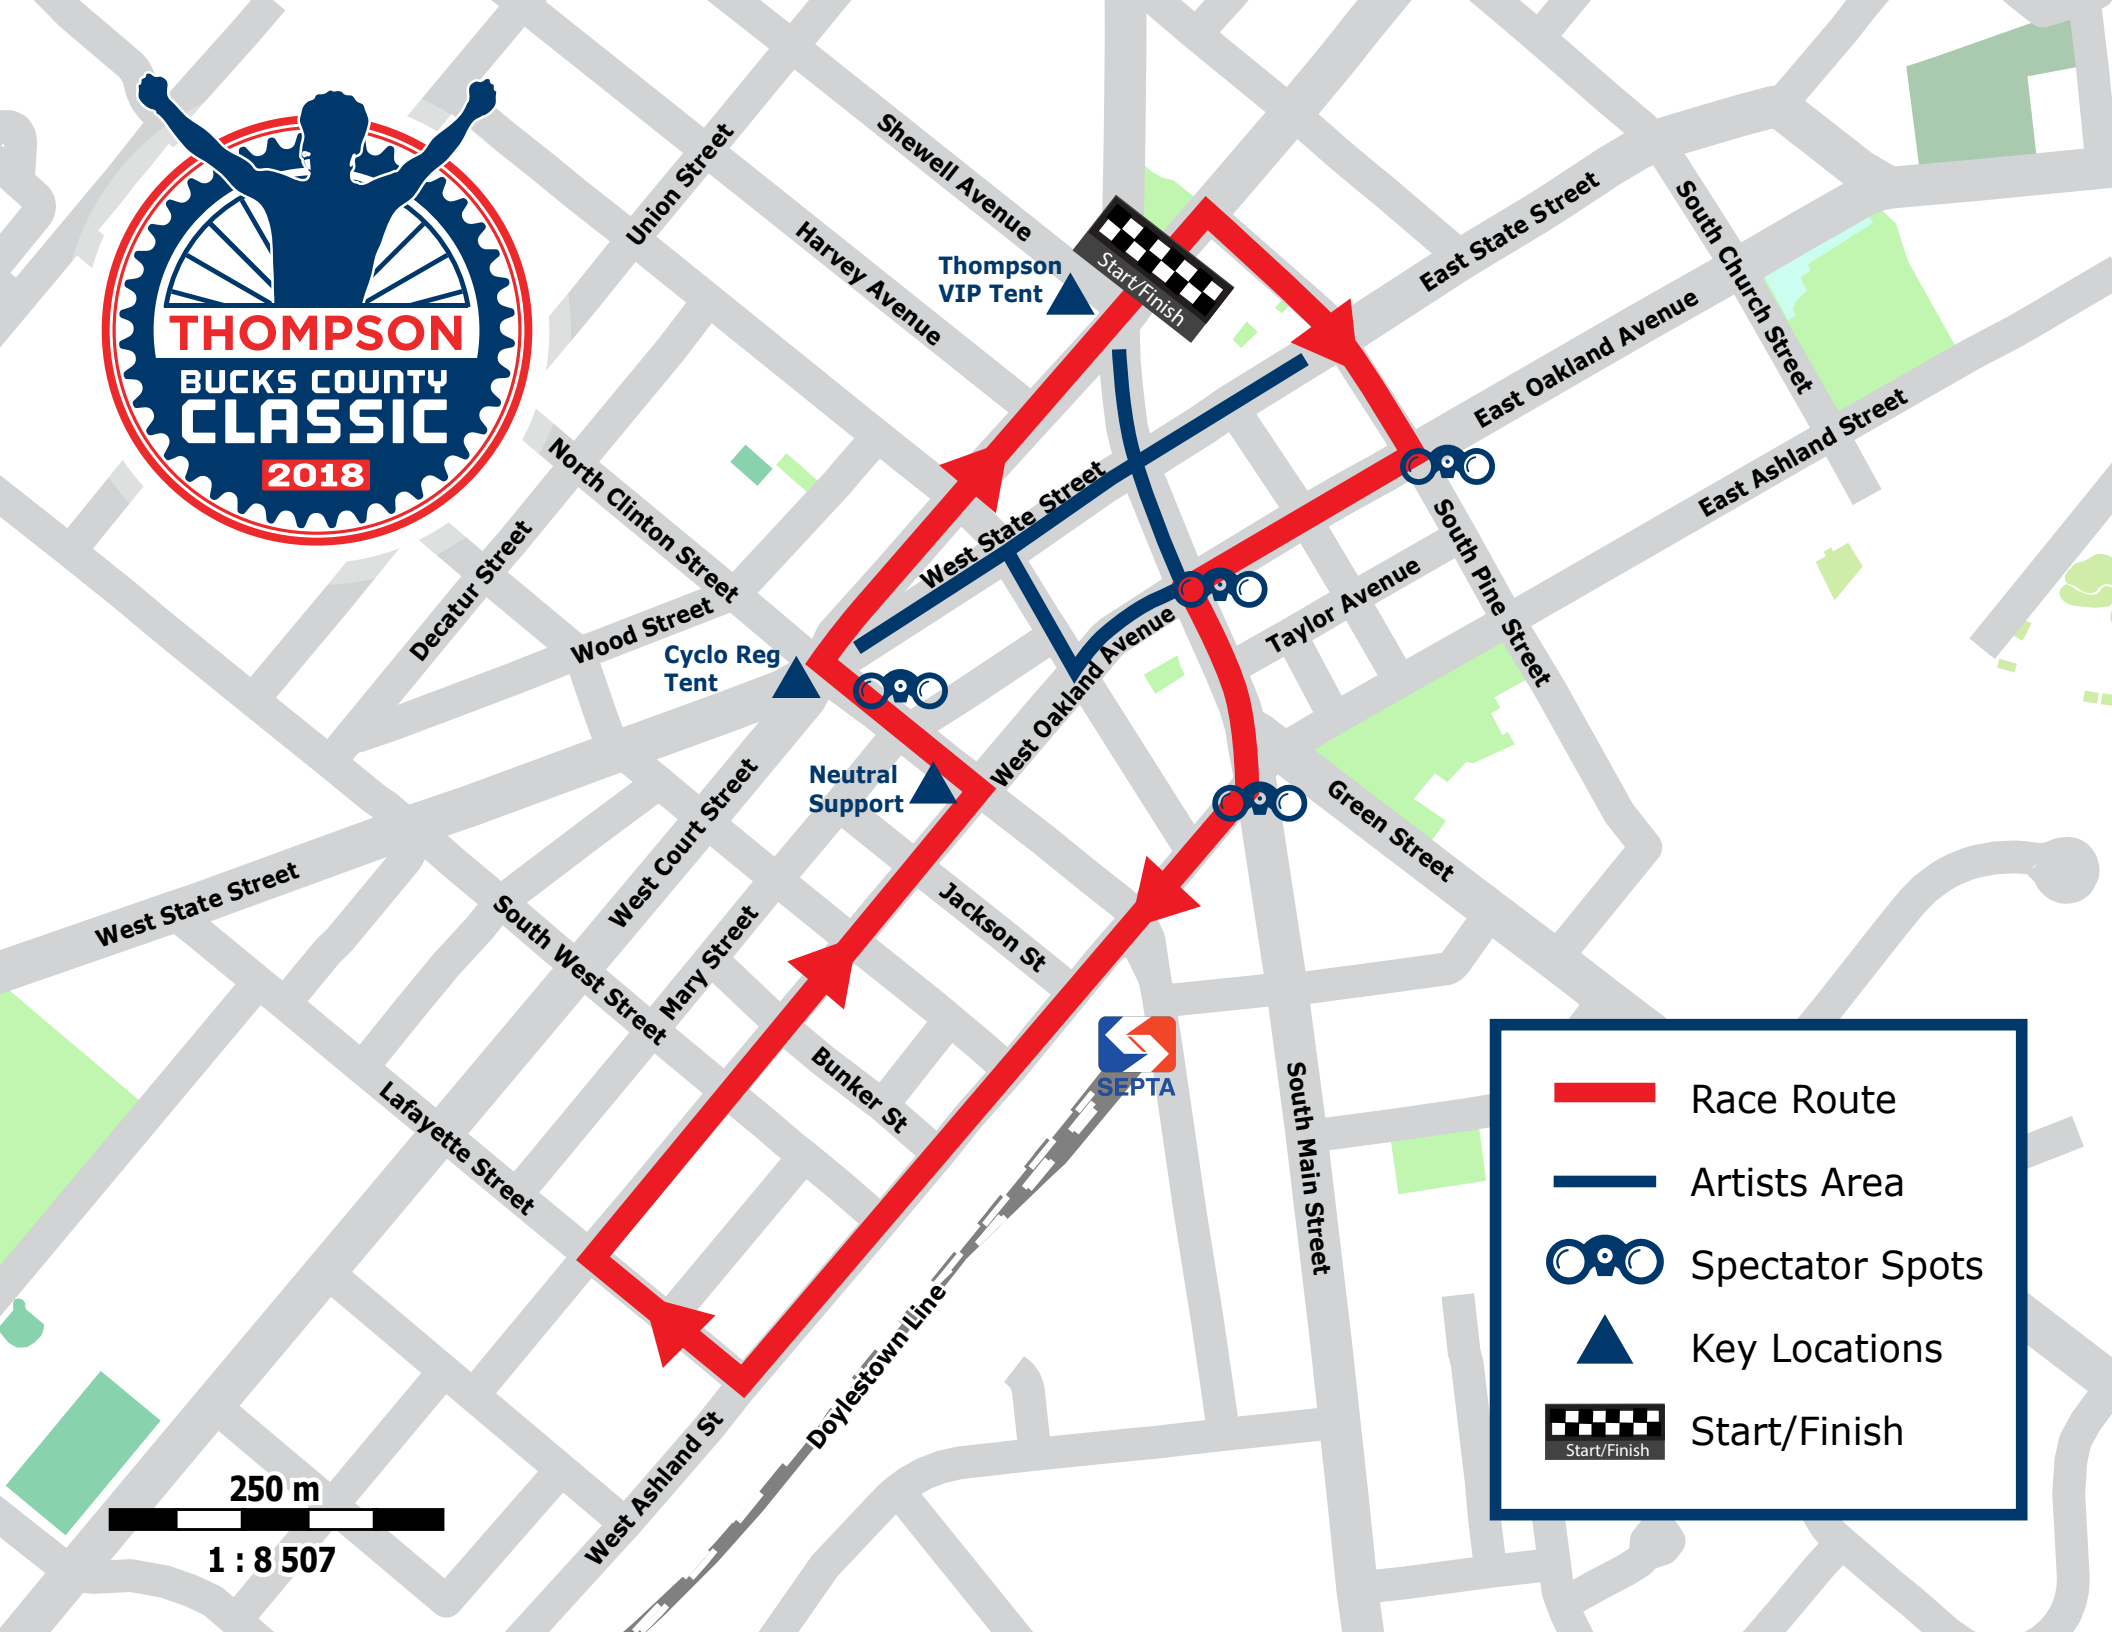 THOMPSON
BUCKS COUNTY
CLASSIC
2018
Union Street
Shewell Avenue
Harvey Avenue
Thompson
VIP Tent
Start/Finish
East State Street
South Church Street
East Oakland Avenue
East Ashland Street
North Clinton Street
Decatur Street
Wood Street
West State Street
Cyclo Reg
Tent
Neutral
Support
West Oakland Avenue
Taylor Avenue
South Pine Street
Green Street
West State Street
West Court Street
South West Street
Mary Street
Jackson St
Bunker St
Lafayette Street
SEPTA
South Main Street
Doylestown Line
West Ashland St
250 m
1 : 8 507
Race Route
Artists Area
Spectator Spots
Key Locations
Start/Finish
Start/Finish